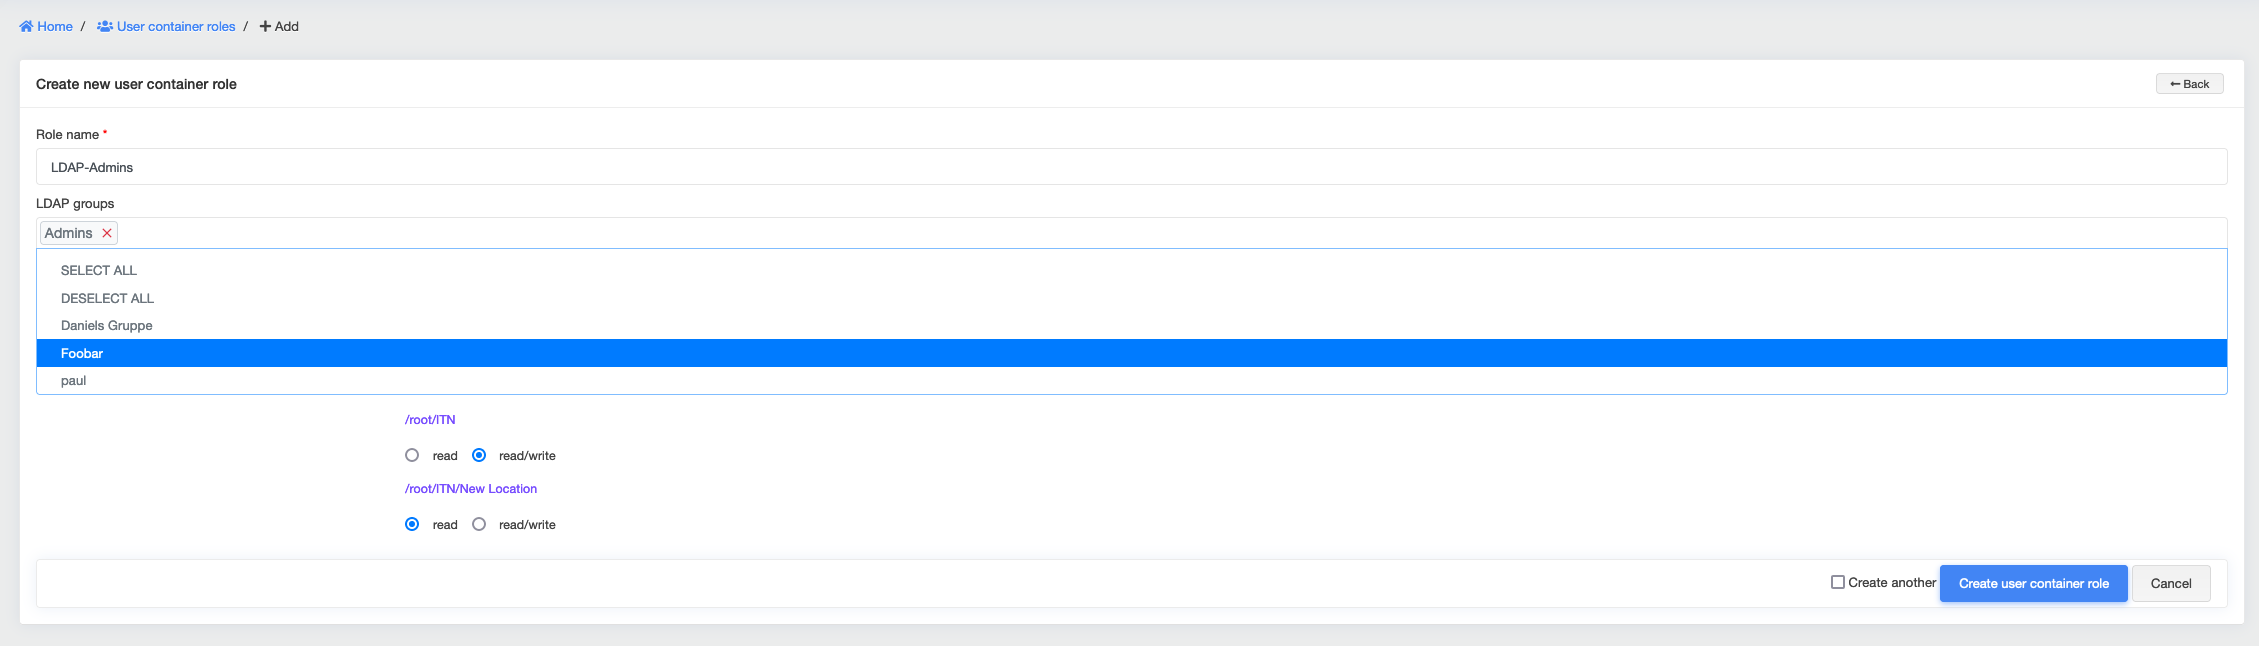 Home / User container roles / Add
Create new user container role
Back
Role name *
LDAP-Admins
LDAP groups
Admins
SELECT ALL
DESELECT ALL
Daniels Gruppe
Foobar
paul
/root/ITN
read read/write
/root/ITN/New Location
read read/write
Create another Create user container role Cancel